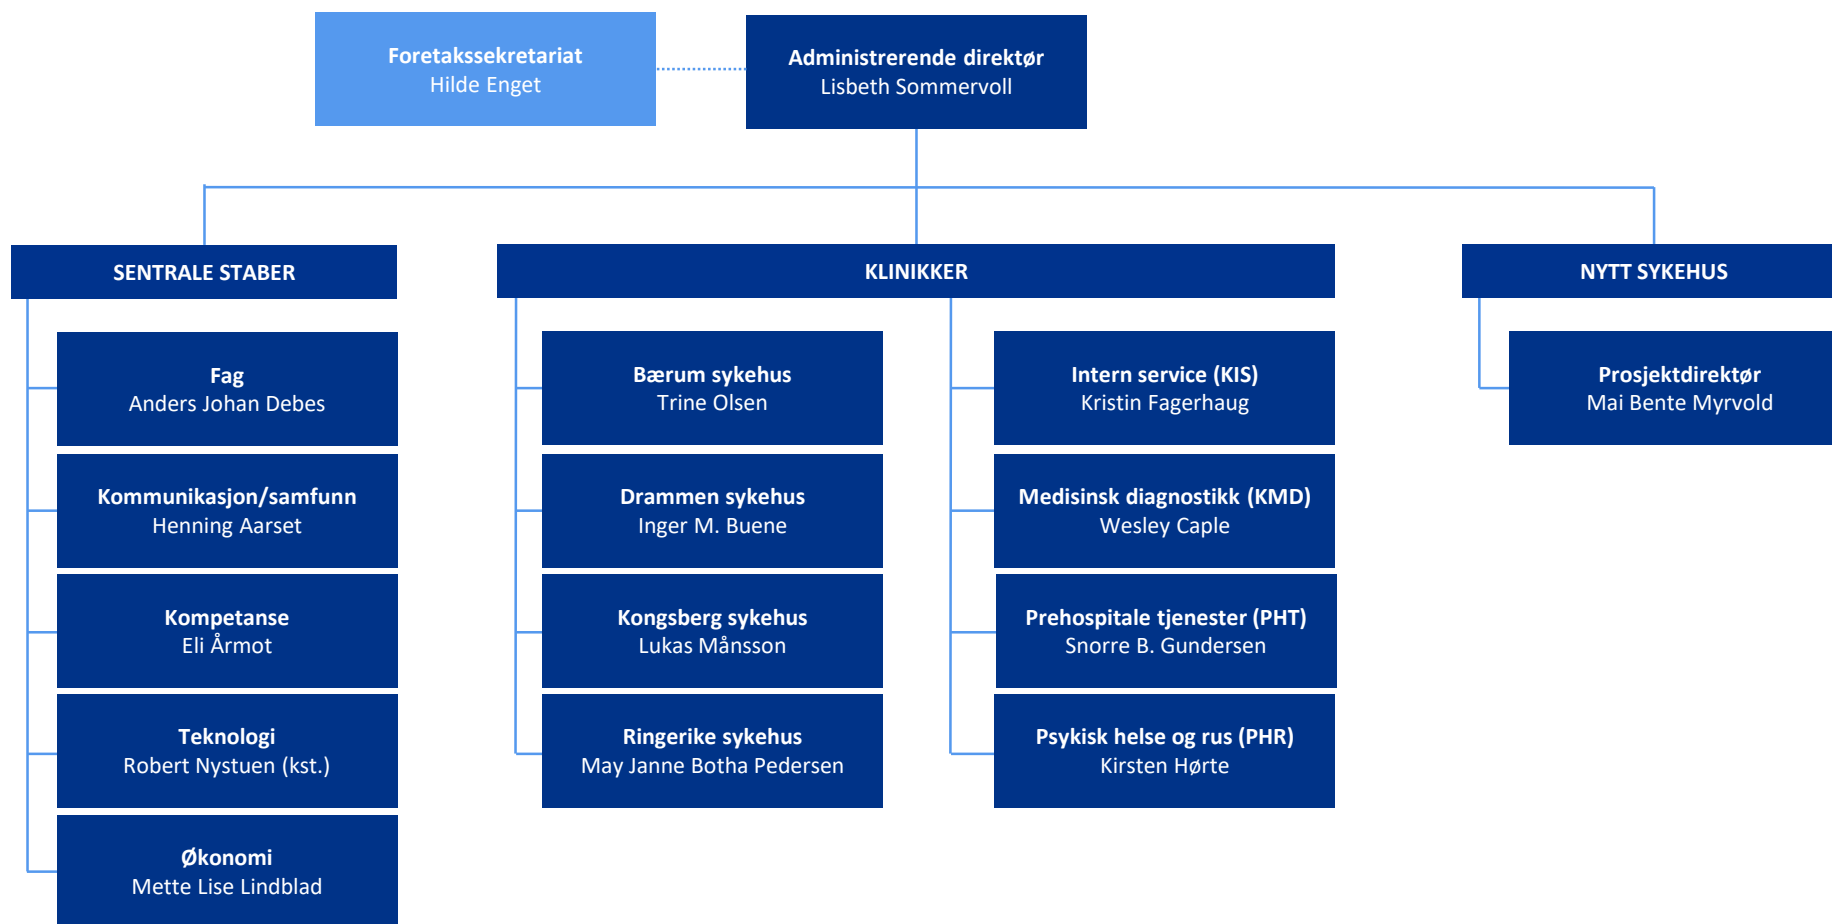 Foretakssekretariat
Hilde Enget
Administrerende direktør
Lisbeth Sommervoll
SENTRALE STABER
Fag
Anders Johan Debes
Kommunikasjon/samfunn
Henning Aarset
Kompetanse
Eli Årmot
Teknologi
Robert Nystuen (kst.)
Økonomi
Mette Lise Lindblad
KLINIKKER
Bærum sykehus
Trine Olsen
Drammen sykehus
Inger M. Buene
Kongsberg sykehus
Lukas Månsson
Ringerike sykehus
May Janne Botha Pedersen
Intern service (KIS)
Kristin Fagerhaug
Medisinsk diagnostikk (KMD)
Wesley Caple
Prehospitale tjenester (PHT)
Snorre B. Gundersen
Psykisk helse og rus (PHR)
Kirsten Hørte
NYTT SYKEHUS
Prosjektdirektør
Mai Bente Myrvold